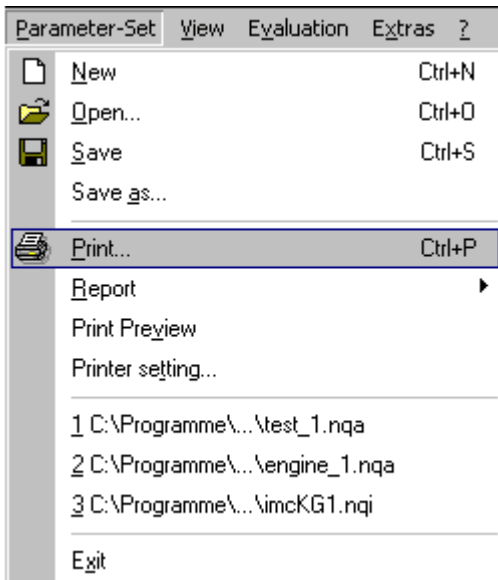 Parameter-Set View Evaluation Extras ?
New Ctrl+N
Open... Ctrl+O
Save Ctrl+S
Save as...
Print... Ctrl+P
Report
Print Preview
Printer setting...
1 C:\Programme\...\test_1.nqa
2 C:\Programme\...\engine_1.nqa
3 C:\Programme\...\imcKG1.nqi
Exit